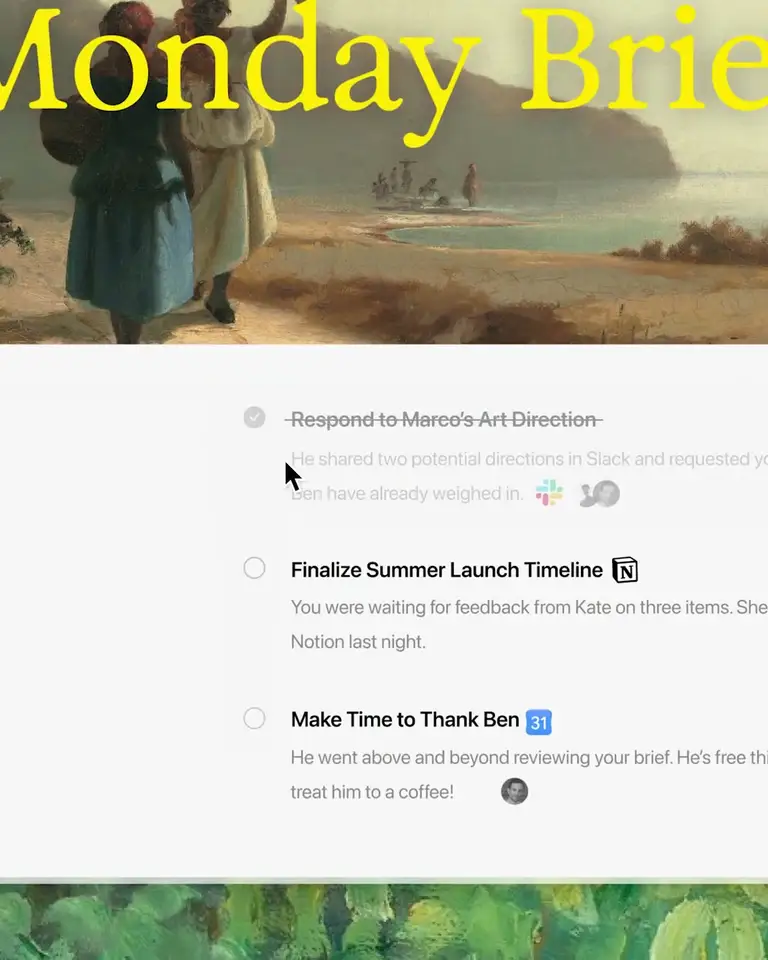 Monday Brie
Respond to Marco's Art Direction
He shared two potential directions in Slack and requested yo
Ben have already weighed in.
Finalize Summer Launch Timeline N
You were waiting for feedback from Kate on three items. She
Notion last night.
Make Time to Thank Ben 31
He went above and beyond reviewing your brief. He's free thi
treat him to a coffee!